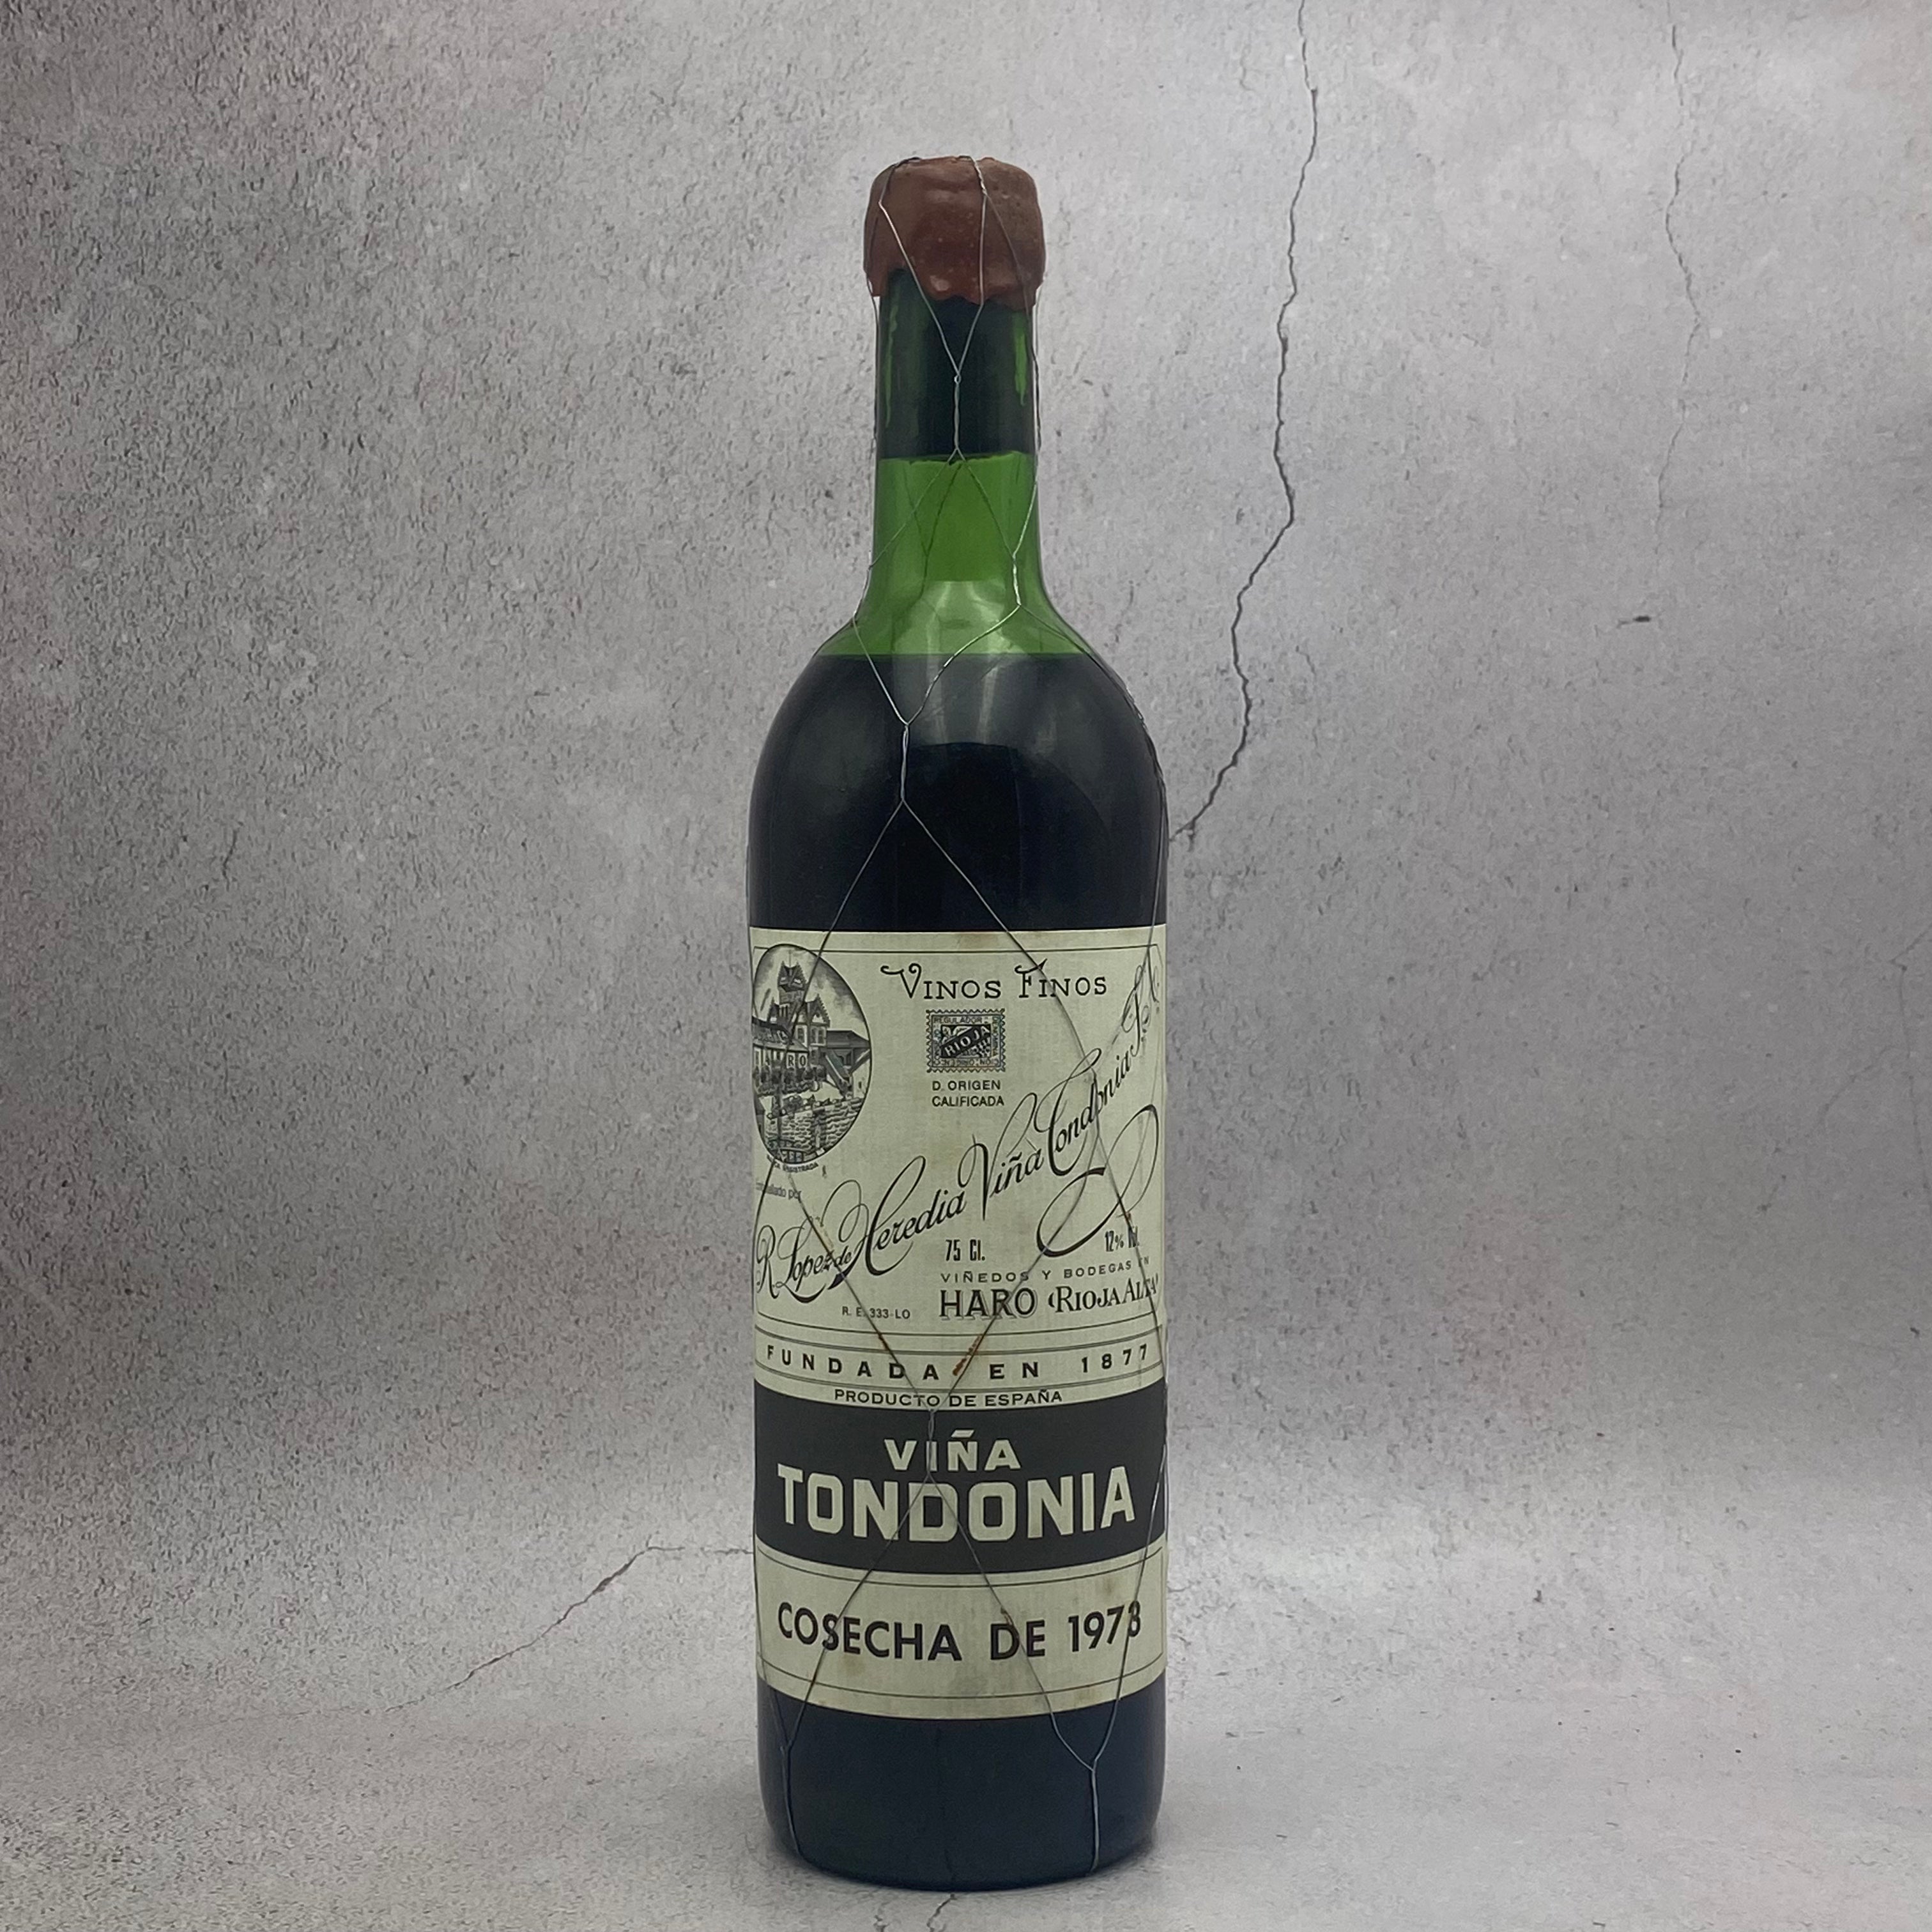 VINOS FINOS
RIOJA
D. ORIGEN
CALIFICADA
R. Lopez de Heredia Viña Tondonia S.A.
75 Cl.
12% Vol.
VIÑEDOS Y BODEGAS EN
HARO (RIOJA ALTA)
R. E. 333-LO
FUNDADA EN 1877
PRODUCTO DE ESPAÑA
VIÑA
TONDONIA
COSECHA DE 1973